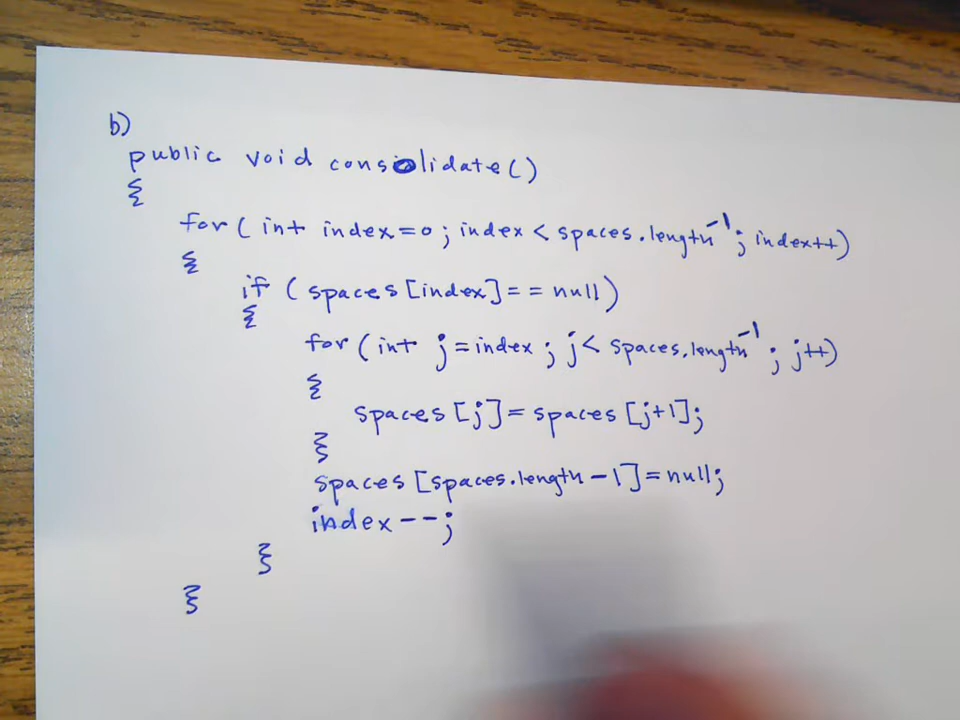 b)
public void consolidate()
{
for( int index=0; index< spaces.length-1; index++)
{
if ( spaces[index]== null)
{
for (int j=index; j< spaces.length-1; j++)
{
spaces[j]= spaces[j+1];
}
spaces[spaces.length-1]=null;
index--;
}
}